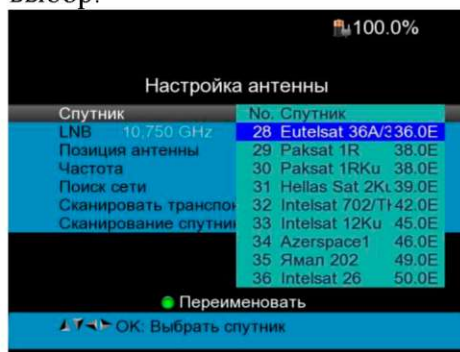 выбор:
100.0%
Настройка антенны
Спутник
LNB 10,750 GHz
Позиция антенны
Частота
Поиск сети
Сканировать транспо
Сканирование спутни
No. Спутник
28 Eutelsat 36A/3 36.0E
29 Paksat 1R 38.0E
30 Paksat 1RKu 38.0E
31 Hellas Sat 2Ku 39.0E
32 Intelsat 702/T 42.0E
33 Intelsat 12Ku 45.0E
34 Azerspace1 46.0E
35 Ямал 202 49.0E
36 Intelsat 26 50.0E
Переименовать
OK: Выбрать спутник